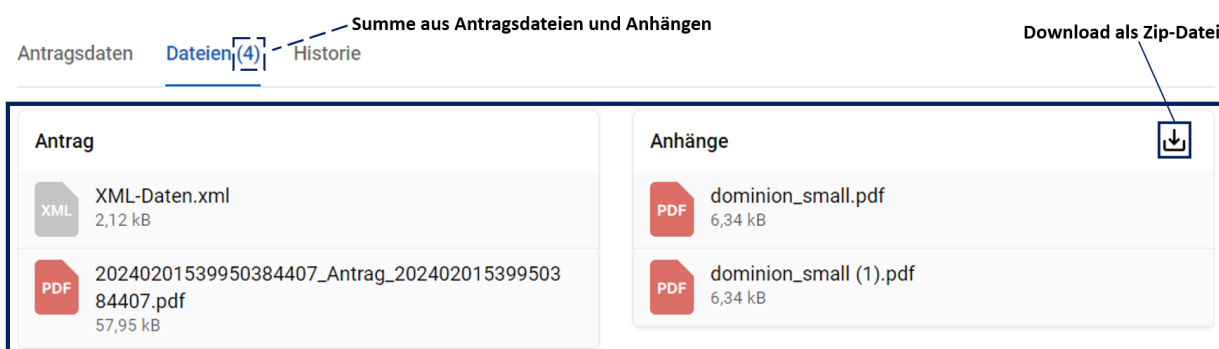 Summe aus Antragsdateien und Anhängen
Download als Zip-Datei
Antragsdaten Dateien (4) Historie
Antrag
XML
XML-Daten.xml
2,12 kB
PDF
20240201539950384407_Antrag_202402015399503
84407.pdf
57,95 kB
Anhänge
PDF
dominion_small.pdf
6,34 kB
PDF
dominion_small (1).pdf
6,34 kB